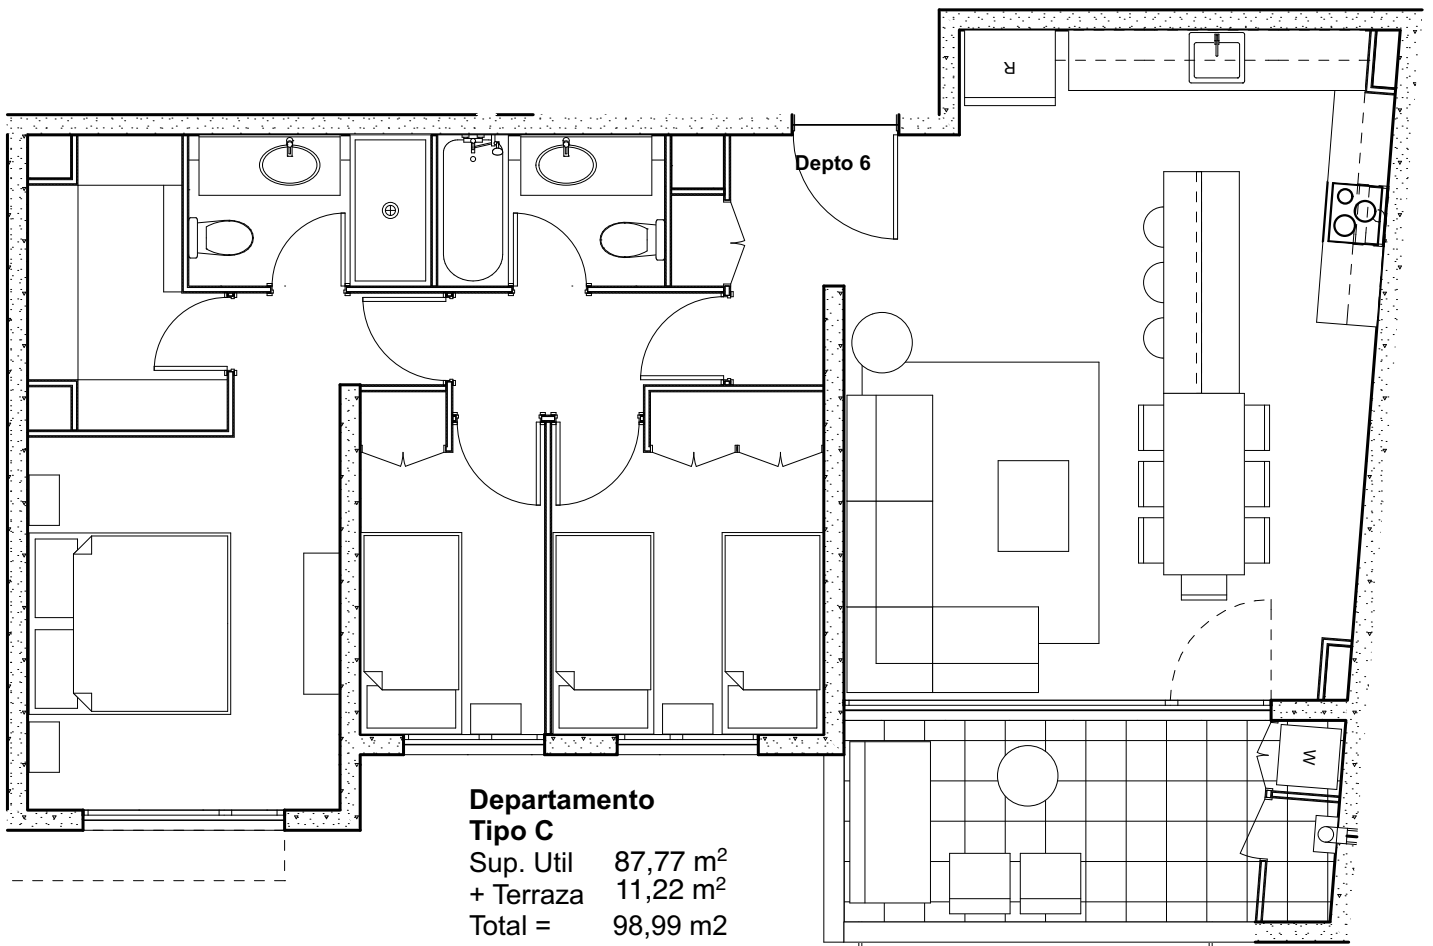 R
Depto 6
W
Departamento
Tipo C
Sup. Util 87,77 m²
+ Terraza 11,22 m²
Total = 98,99 m2